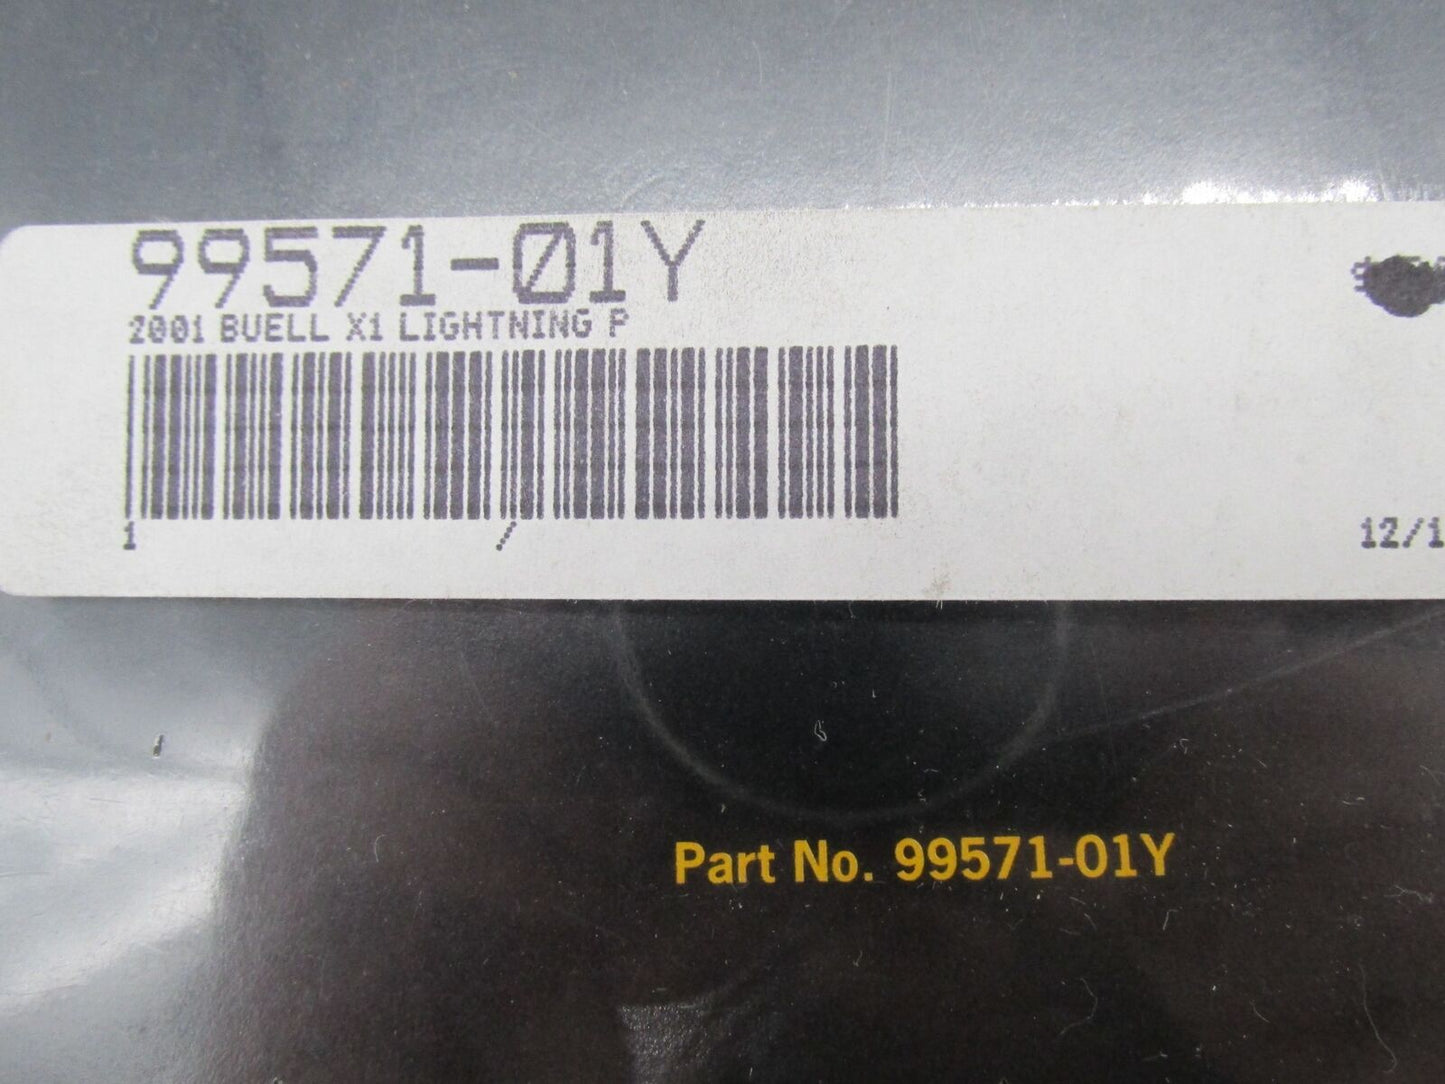 99571-01Y
2001 BUELL X1 LIGHTNING P
1 /
12/1
Part No. 99571-01Y